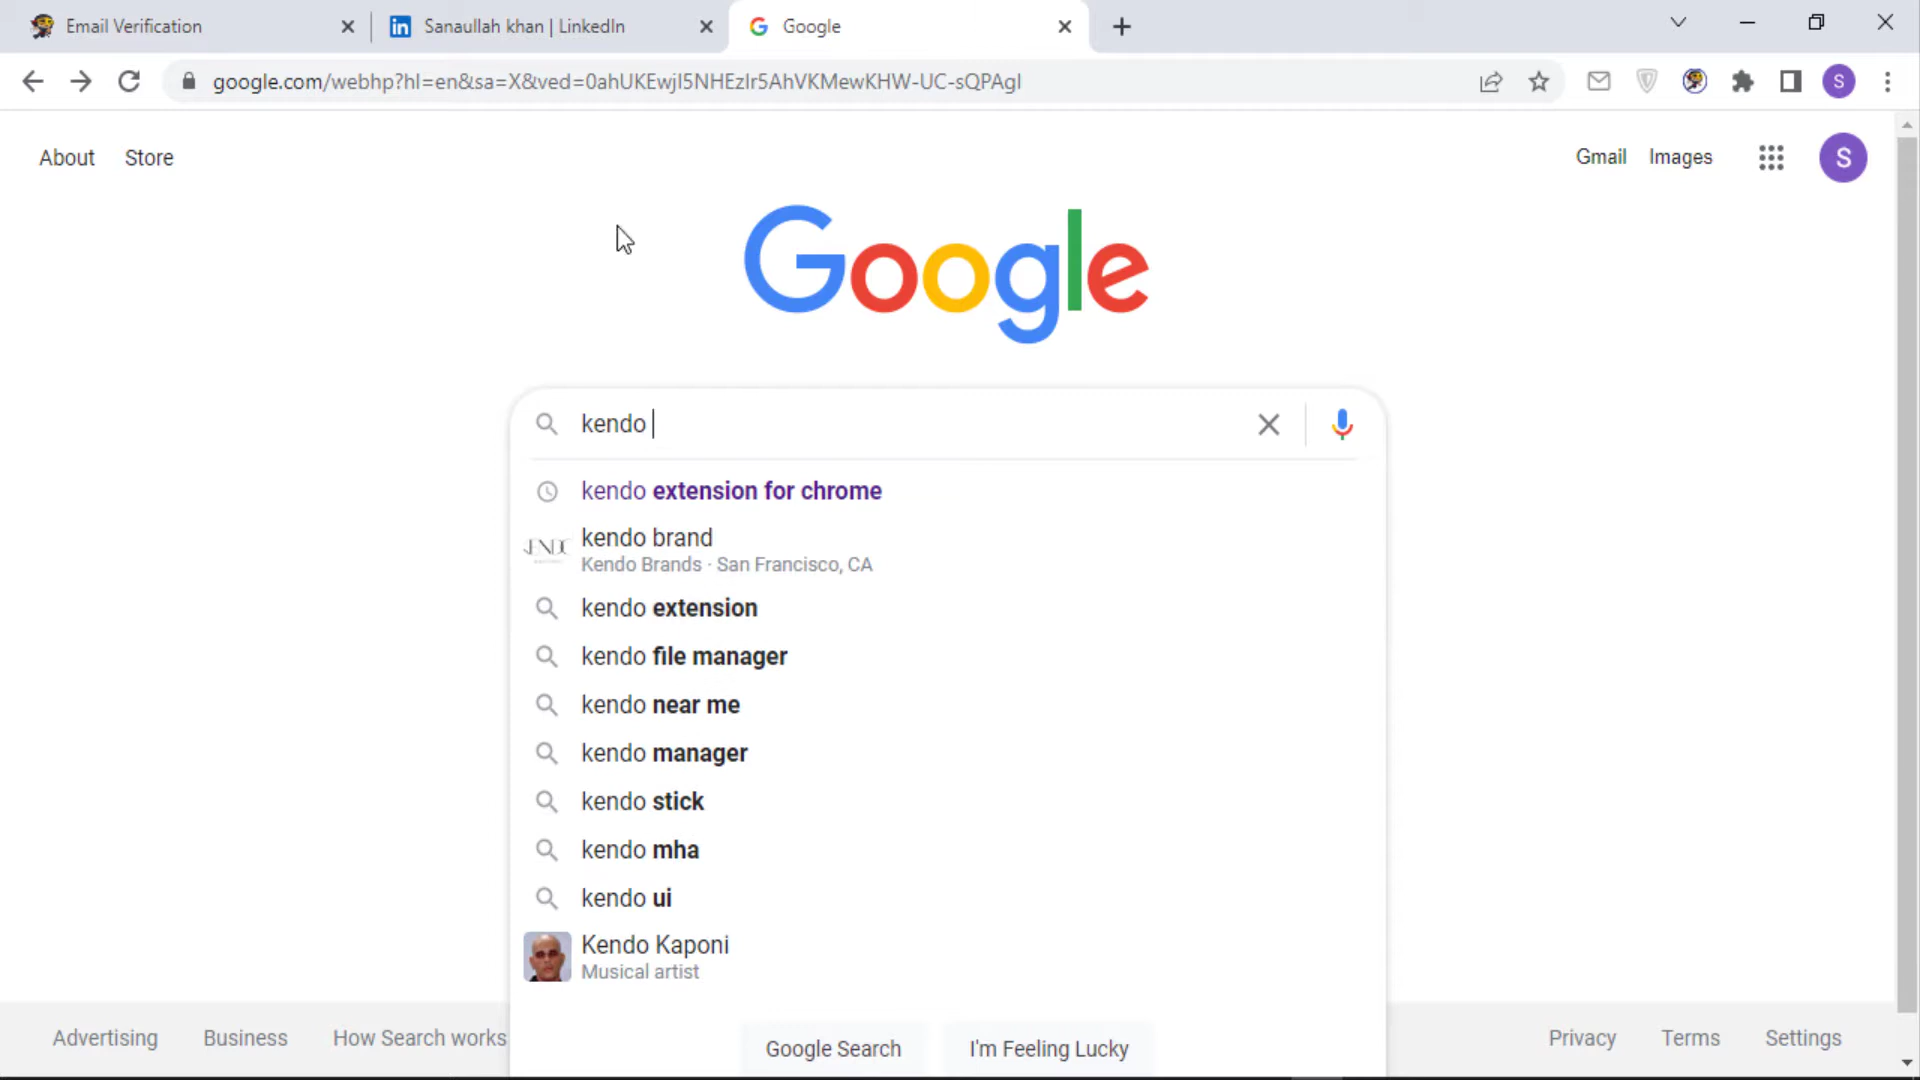 Email Verification
Sanaullah khan | LinkedIn
Google
google.com/webhp?hl=en&sa=X&ved=0ahUKEwjI5NHEzIr5AhVKMewKHW-UC-sQPAgI
S
About
Store
Gmail
Images
S
Google
kendo
kendo extension for chrome
kendo brand
Kendo Brands · San Francisco, CA
kendo extension
kendo file manager
kendo near me
kendo manager
kendo stick
kendo mha
kendo ui
Kendo Kaponi
Musical artist
Advertising
Business
How Search works
Google Search
I'm Feeling Lucky
Privacy
Terms
Settings